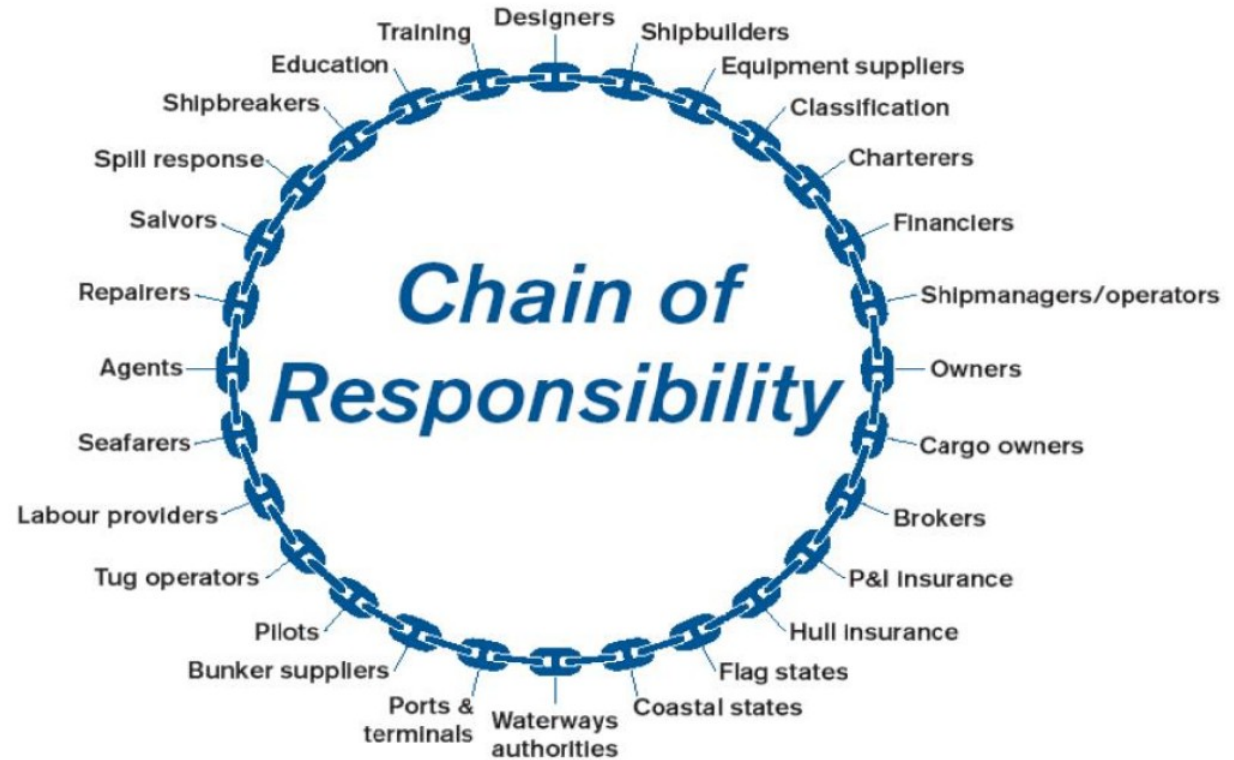 Designers
Shipbuilders
Equipment suppliers
Classification
Charterers
Financiers
Shipmanagers/operators
Owners
Cargo owners
Brokers
P&I insurance
Hull insurance
Flag states
Coastal states
Waterways
authorities
Ports &
terminals
Bunker suppliers
Pilots
Tug operators
Labour providers
Seafarers
Agents
Repairers
Salvors
Spill response
Shipbreakers
Education
Training
Chain of
Responsibility